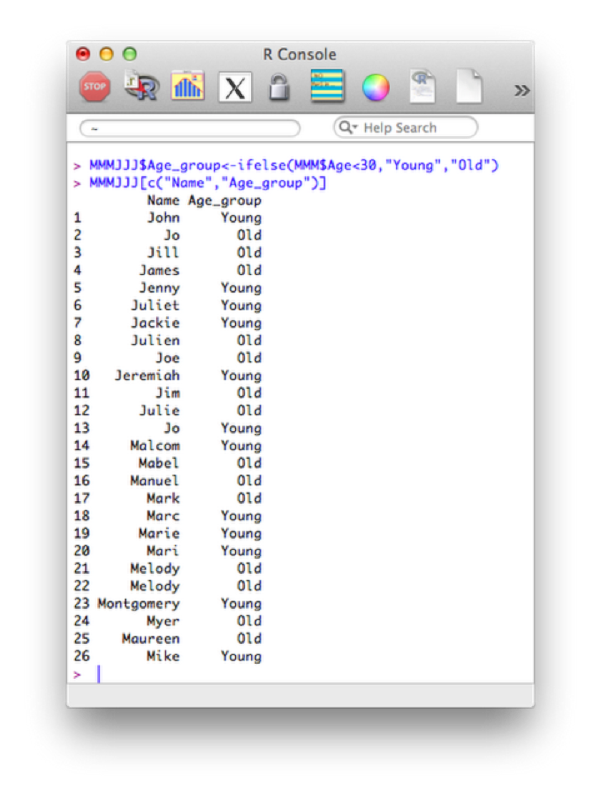 R Console
STOP
R
X
R
»
~
Help Search
> MMMJJJ$Age_group<-ifelse(MMM$Age<30,"Young","Old")
> MMMJJJ[c("Name","Age_group")]
Name Age_group
1 John Young
2 Jo Old
3 Jill Old
4 James Old
5 Jenny Young
6 Juliet Young
7 Jackie Young
8 Julien Old
9 Joe Old
10 Jeremiah Young
11 Jim Old
12 Julie Old
13 Jo Young
14 Malcom Young
15 Mabel Old
16 Manuel Old
17 Mark Old
18 Marc Young
19 Marie Young
20 Mari Young
21 Melody Old
22 Melody Old
23 Montgomery Young
24 Myer Old
25 Maureen Old
26 Mike Young
>